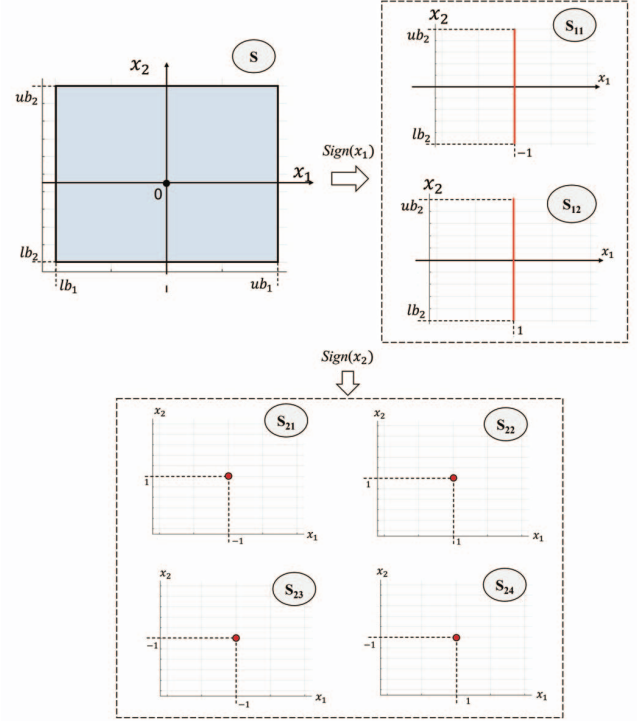 S
x₂
ub₂
x₁
0
lb₂
lb₁
ub₁
Sign(x₁)
x₂
S₁₁
ub₂
x₁
lb₂
−1
x₂
S₁₂
ub₂
x₁
lb₂
1
Sign(x₂)
x₂
S₂₁
1
−1
x₁
x₂
S₂₂
1
1
x₁
x₂
S₂₃
−1
−1
x₁
x₂
S₂₄
−1
1
x₁